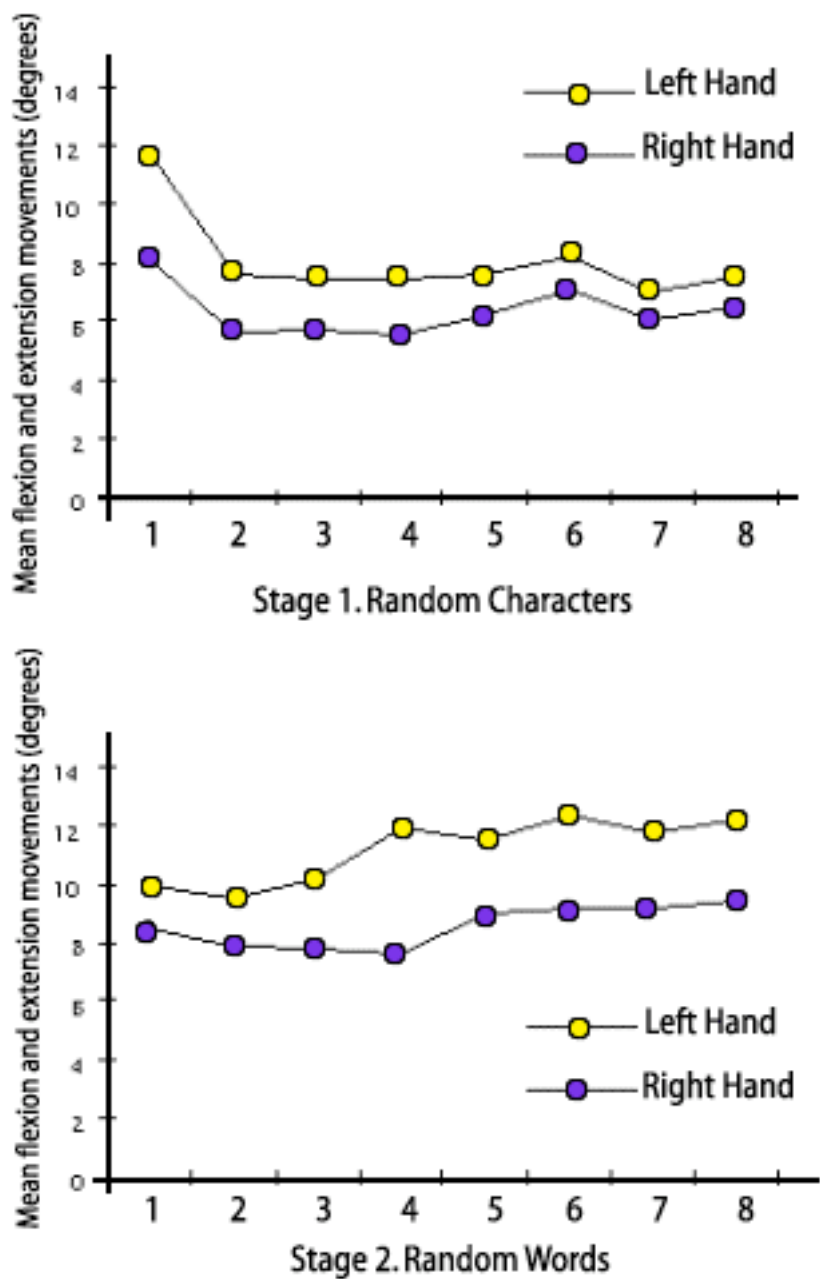 Mean flexion and extension movements (degrees)
14
12
10
8
6
4
2
0
Left Hand
Right Hand
1 2 3 4 5 6 7 8
Stage 1. Random Characters
Mean flexion and extension movements (degrees)
14
12
10
8
6
4
2
0
Left Hand
Right Hand
1 2 3 4 5 6 7 8
Stage 2. Random Words